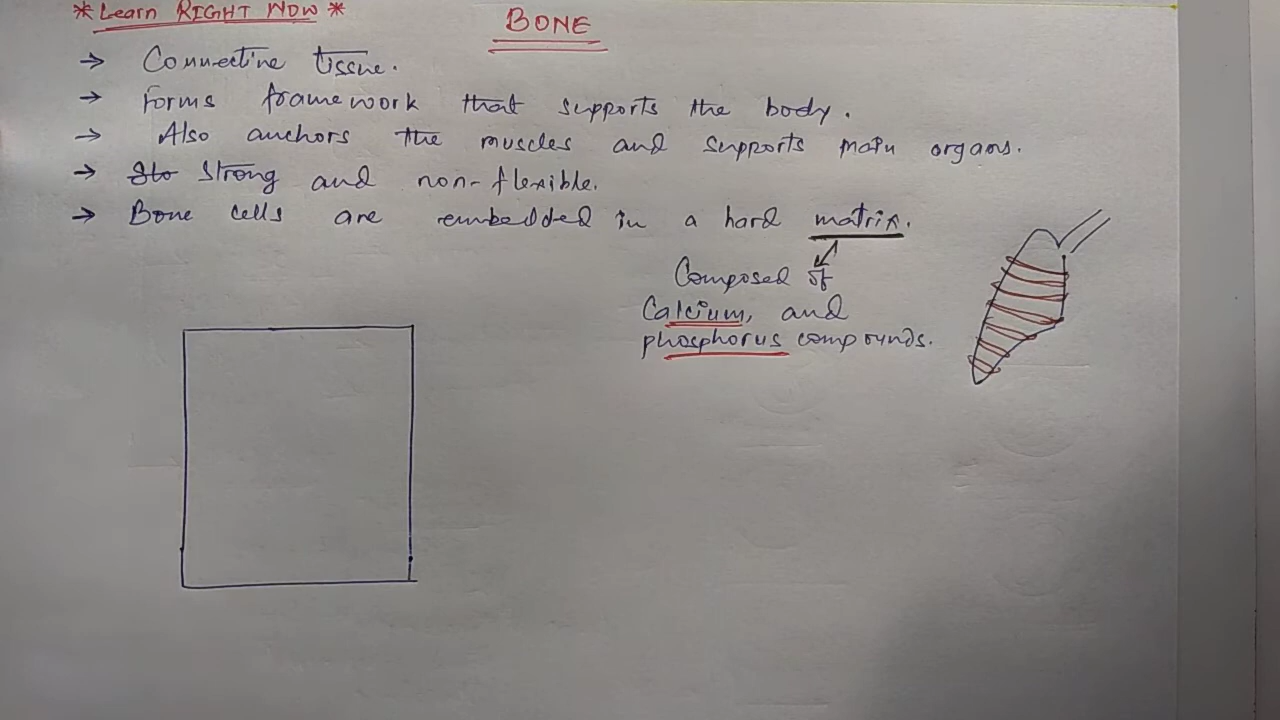 *Learn RIGHT NOW*
BONE
→ Connective tissue.
→ Forms framework that supports the body.
→ Also anchors the muscles and supports main organs.
→ Strong and non-flexible.
→ Bone cells are embedded in a hard matrix.
Composed of
Calcium, and
phosphorus compounds.